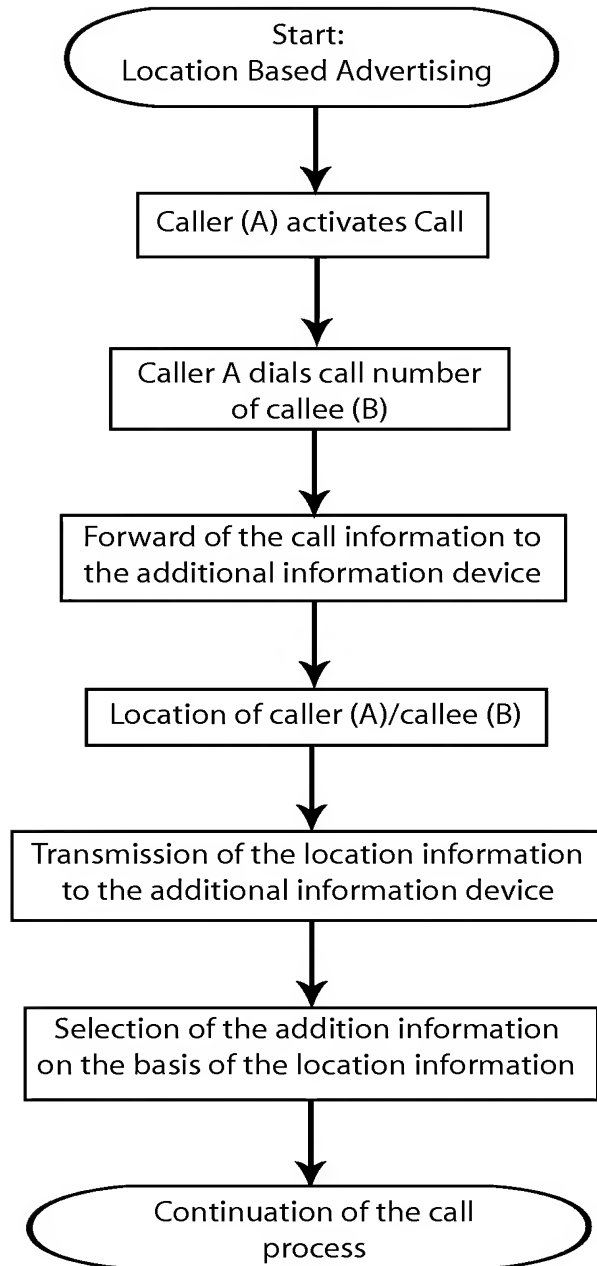 Start:
Location Based Advertising
Caller (A) activates Call
Caller A dials call number
of callee (B)
Forward of the call information to
the additional information device
Location of caller (A)/callee (B)
Transmission of the location information
to the additional information device
Selection of the addition information
on the basis of the location information
Continuation of the call
process